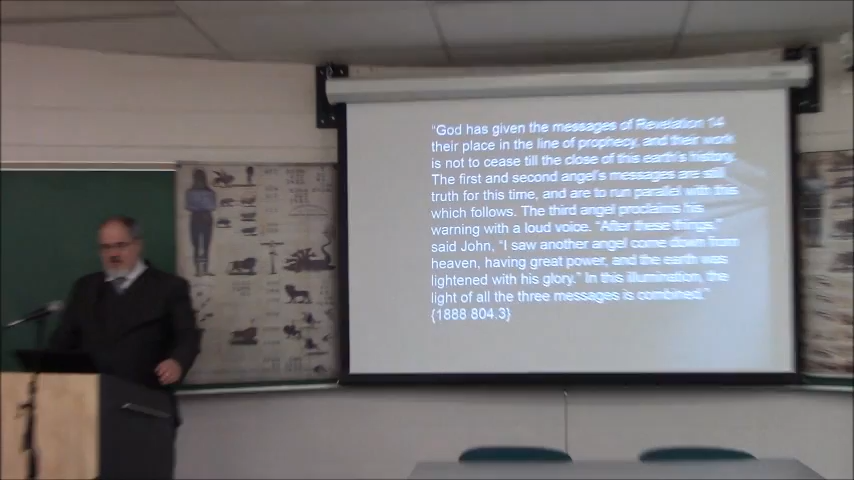 “God has given the messages of Revelation 14
their place in the line of prophecy, and their work
is not to cease till the close of this earth's history.
The first and second angel's messages are still
truth for this time, and are to run parallel with this
which follows. The third angel proclaims his
warning with a loud voice. “After these things,”
said John, “I saw another angel come down from
heaven, having great power, and the earth was
lightened with his glory.” In this illumination, the
light of all the three messages is combined.”
{1888 804.3}